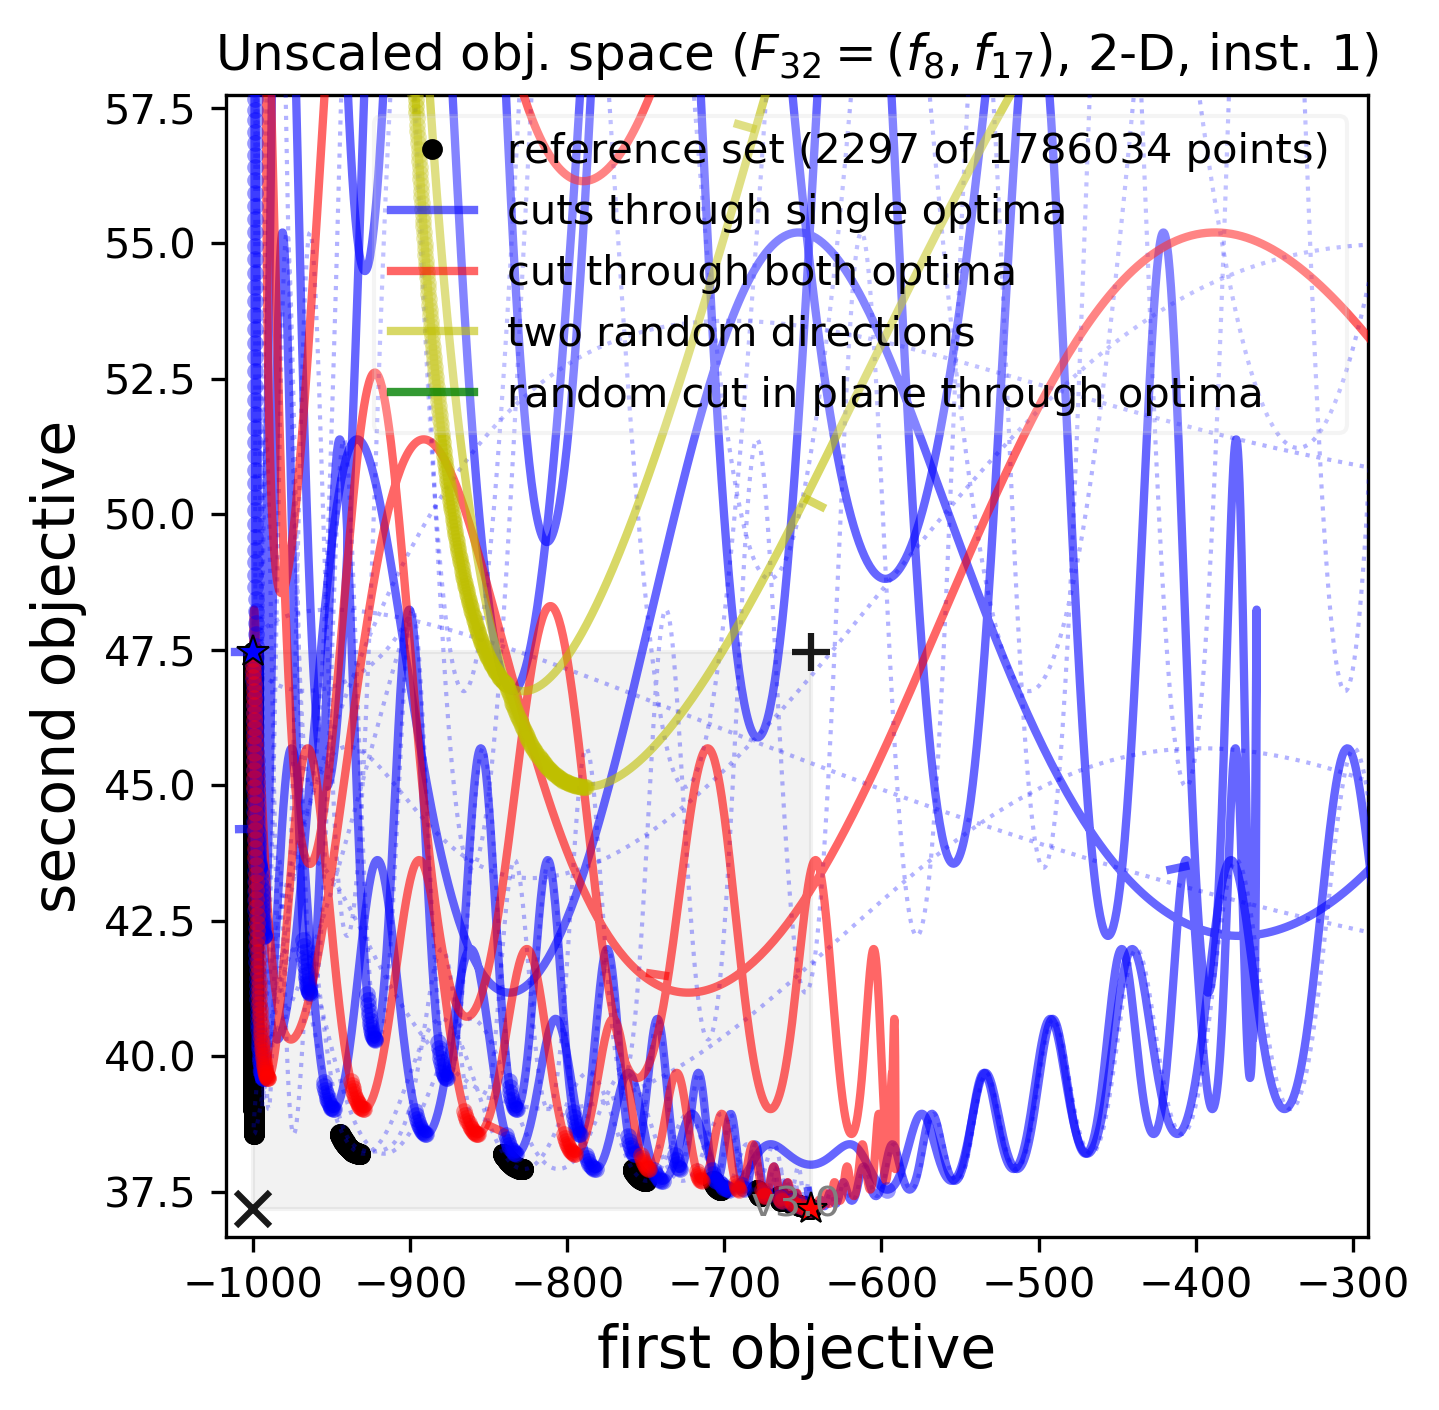 Unscaled obj. space (F32 = (f8, f17), 2-D, inst. 1)
57.5
55.0
52.5
50.0
47.5
45.0
42.5
40.0
37.5
second objective
reference set (2297 of 1786034 points)
cuts through single optima
cut through both optima
two random directions
random cut in plane through optima
v3.0
−1000
−900
−800
−700
−600
−500
−400
−300
first objective